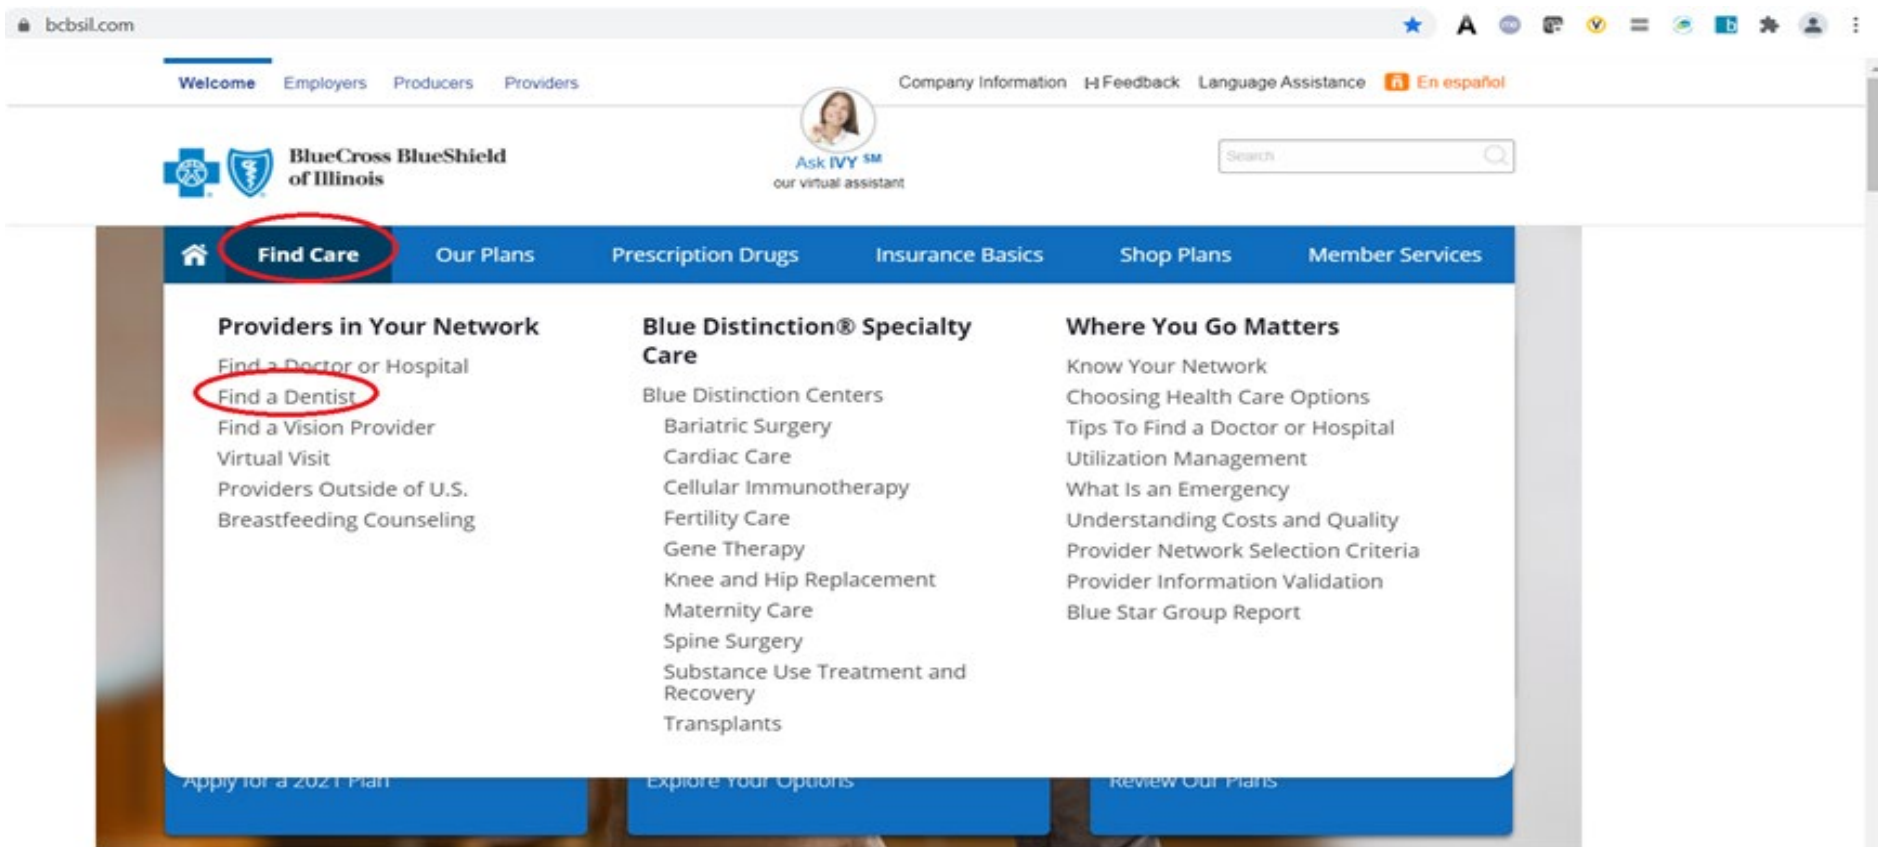 bcbsil.com
Welcome Employers Producers Providers
Company Information [+] Feedback Language Assistance En español
BlueCross BlueShield
of Illinois
Ask IVY SM
our virtual assistant
Search
Find Care Our Plans Prescription Drugs Insurance Basics Shop Plans Member Services
Providers in Your Network
Find a Doctor or Hospital
Find a Dentist
Find a Vision Provider
Virtual Visit
Providers Outside of U.S.
Breastfeeding Counseling
Blue Distinction® Specialty
Care
Blue Distinction Centers
Bariatric Surgery
Cardiac Care
Cellular Immunotherapy
Fertility Care
Gene Therapy
Knee and Hip Replacement
Maternity Care
Spine Surgery
Substance Use Treatment and
Recovery
Transplants
Where You Go Matters
Know Your Network
Choosing Health Care Options
Tips To Find a Doctor or Hospital
Utilization Management
What Is an Emergency
Understanding Costs and Quality
Provider Network Selection Criteria
Provider Information Validation
Blue Star Group Report
Apply for a 2021 Plan Explore Your Options Review Our Plans